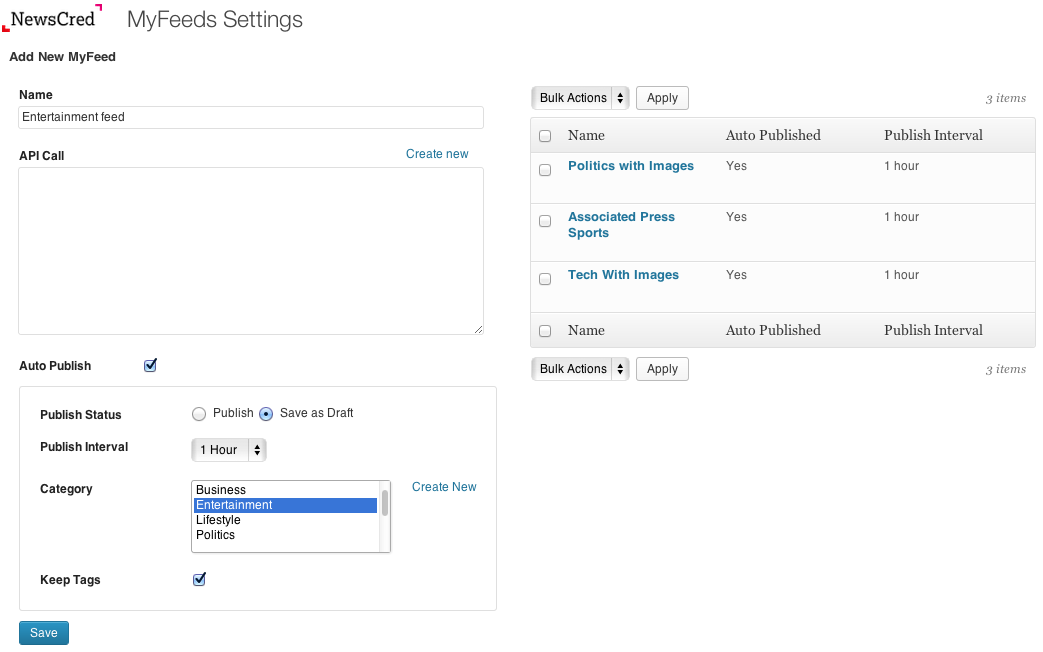 NewsCred MyFeeds Settings
Add New MyFeed
Name
Entertainment feed
API Call Create new
Auto Publish
Publish Status Publish Save as Draft
Publish Interval 1 Hour
Category Business Create New
Entertainment
Lifestyle
Politics
Keep Tags
Save
Bulk Actions Apply 3 items
Name Auto Published Publish Interval
Politics with Images Yes 1 hour
Associated Press Yes 1 hour
Sports
Tech With Images Yes 1 hour
Name Auto Published Publish Interval
Bulk Actions Apply 3 items